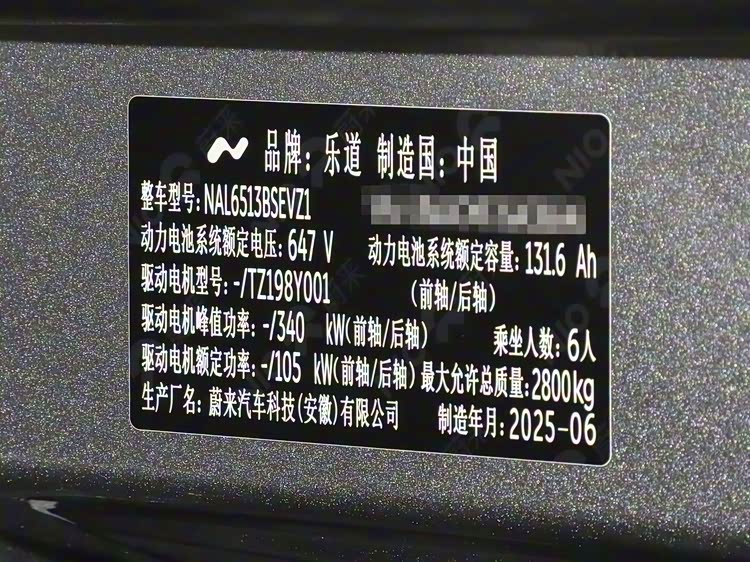 品牌: 乐道 制造国: 中国
整车型号: NAL6513BSEVZ1
动力电池系统额定电压: 647 V 动力电池系统额定容量: 131.6 Ah
驱动电机型号: -/TZ198Y001 (前轴/后轴)
驱动电机峰值功率: -/340 kW(前轴/后轴) 乘坐人数: 6人
驱动电机额定功率: -/105 kW(前轴/后轴) 最大允许总质量: 2800kg
生产厂名: 蔚来汽车科技(安徽)有限公司 制造年月: 2025-06